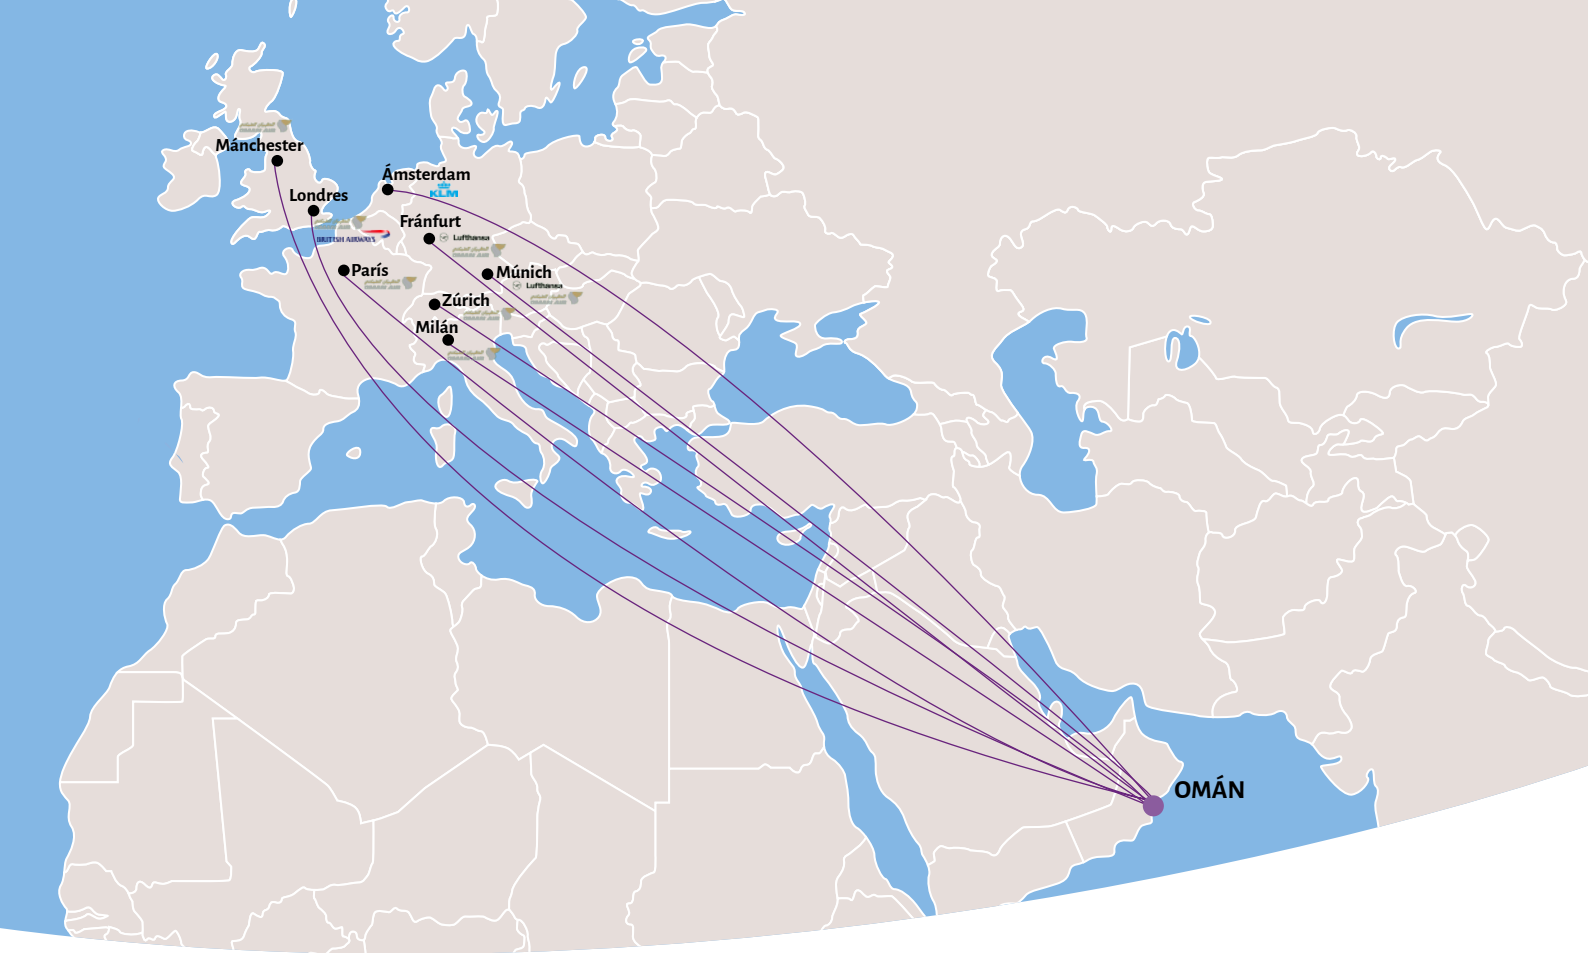 Mánchester
Ámsterdam
KLM
Londres
BRITISH AIRWAYS
Fránfurt
Lufthansa
París
Múnich
Lufthansa
Zúrich
Milán
OMÁN